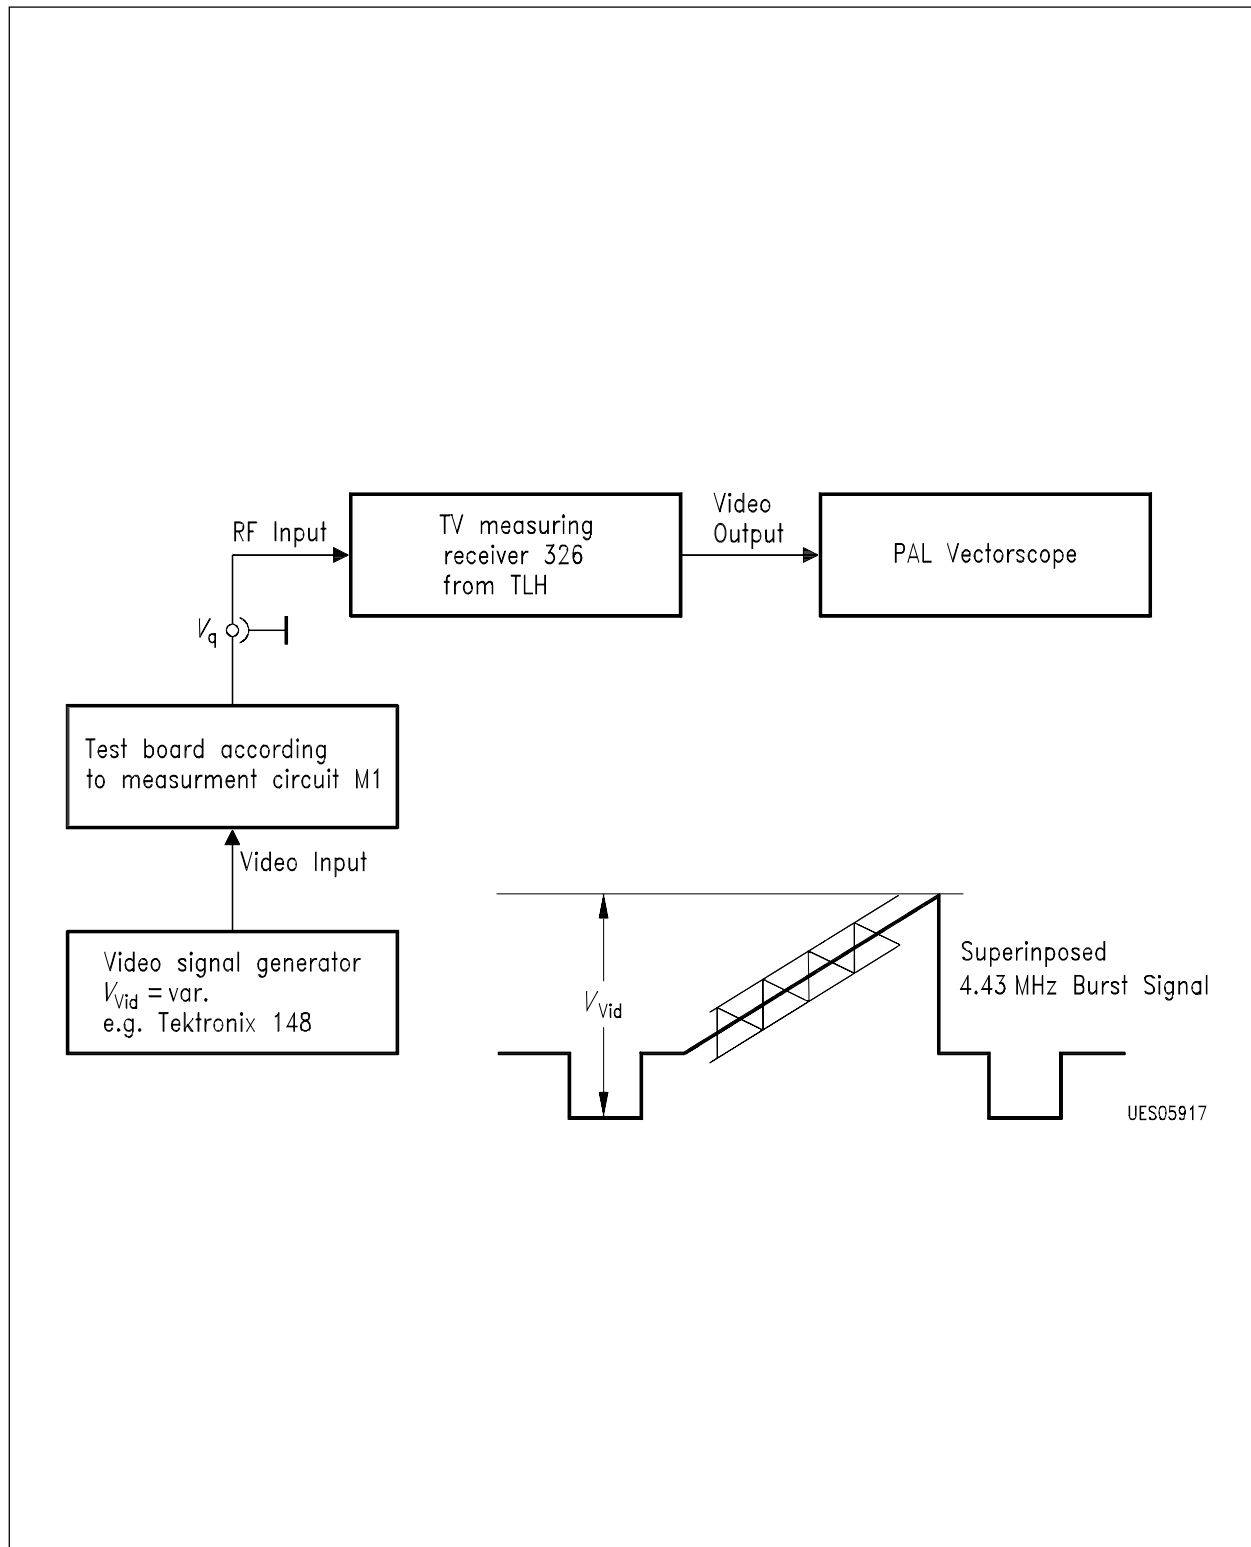 RF Input
TV measuring
receiver 326
from TLH
Video
Output
PAL Vectorscope
Vq
Test board according
to measurment circuit M1
Video Input
Video signal generator
VVid = var.
e.g. Tektronix 148
VVid
Superinposed
4.43 MHz Burst Signal
UES05917